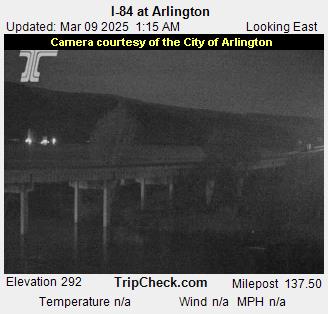 I-84 at Arlington
Updated: Mar 09 2025 1:15 AM Looking East
Camera courtesy of the City of Arlington
Elevation 292 TripCheck.com Milepost 137.50
Temperature n/a Wind n/a MPH n/a